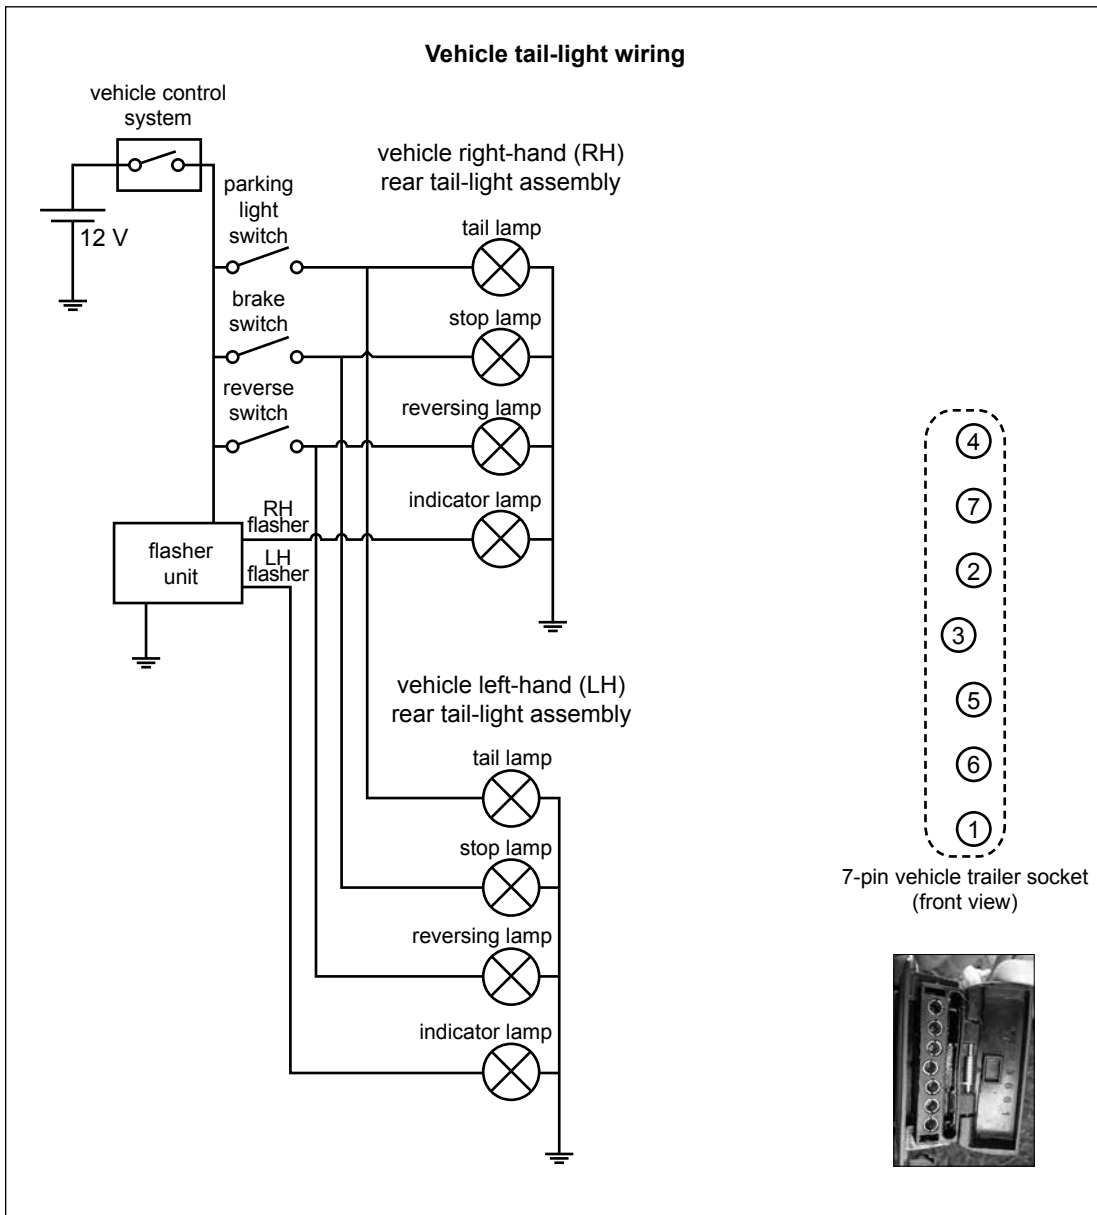 Vehicle tail-light wiring
vehicle control
system
12 V
parking
light
switch
brake
switch
reverse
switch
RH
flasher
LH
flasher
flasher
unit
vehicle right-hand (RH)
rear tail-light assembly
tail lamp
stop lamp
reversing lamp
indicator lamp
vehicle left-hand (LH)
rear tail-light assembly
tail lamp
stop lamp
reversing lamp
indicator lamp
4
7
2
3
5
6
1
7-pin vehicle trailer socket
(front view)